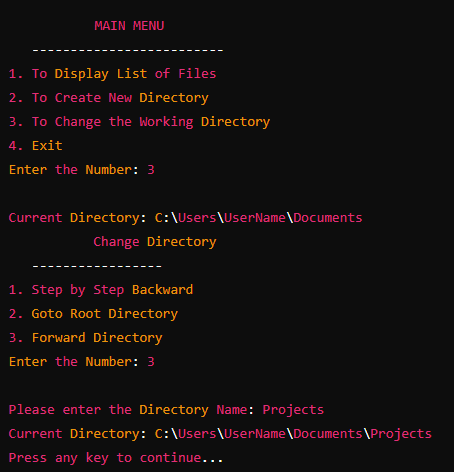 MAIN MENU
-------------------------
1. To Display List of Files
2. To Create New Directory
3. To Change the Working Directory
4. Exit
Enter the Number: 3
Current Directory: C:\Users\UserName\Documents
Change Directory
-----------------
1. Step by Step Backward
2. Goto Root Directory
3. Forward Directory
Enter the Number: 3
Please enter the Directory Name: Projects
Current Directory: C:\Users\UserName\Documents\Projects
Press any key to continue...